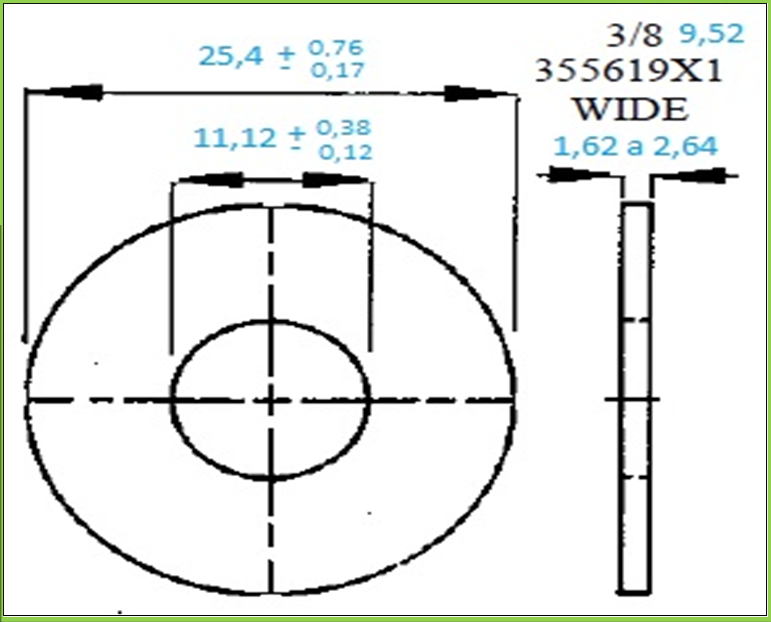 3/8 9,52
355619X1
WIDE
1,62 a 2,64
25,4 ± 0,76
0,17
11,12 ± 0,38
0,12